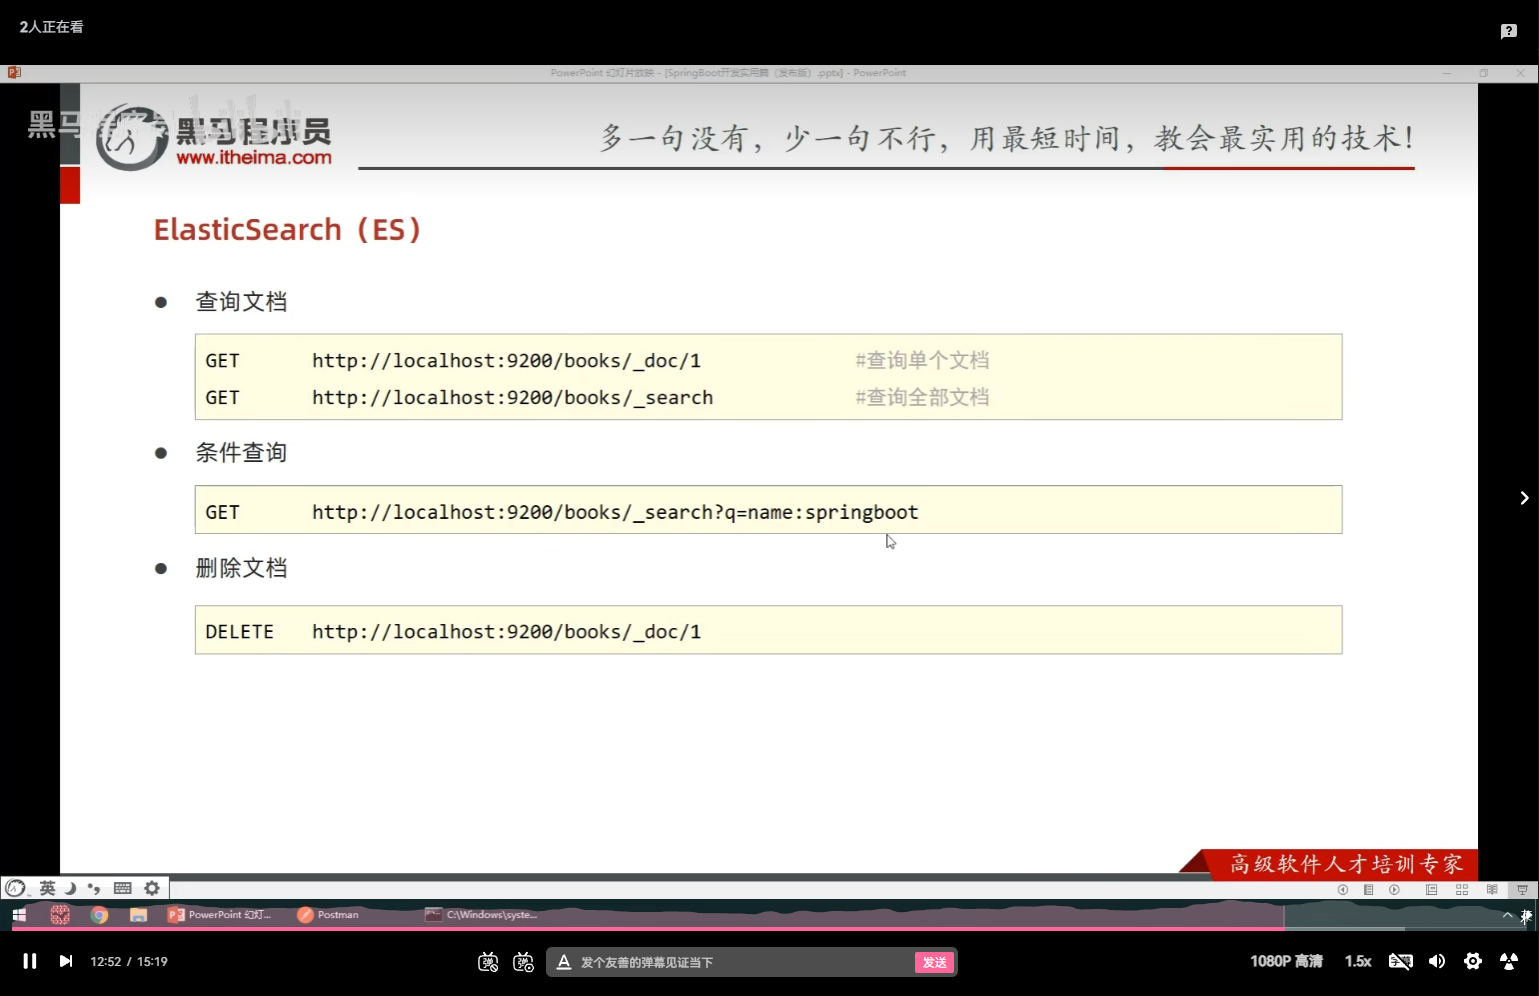 2人正在看
PowerPoint 幻灯片放映 - [SpringBoot开发实用篇（发布版）.pptx] - PowerPoint
黑马程序员
www.itheima.com
多一句没有，少一句不行，用最短时间，教会最实用的技术！
ElasticSearch（ES）
● 查询文档
GET http://localhost:9200/books/_doc/1 #查询单个文档
GET http://localhost:9200/books/_search #查询全部文档
● 条件查询
GET http://localhost:9200/books/_search?q=name:springboot
● 删除文档
DELETE http://localhost:9200/books/_doc/1
高级软件人才培训专家
英
PowerPoint 幻灯... Postman C:\Windows\syste...
12:52 / 15:19 发个友善的弹幕见证当下 发送 1080P 高清 1.5x